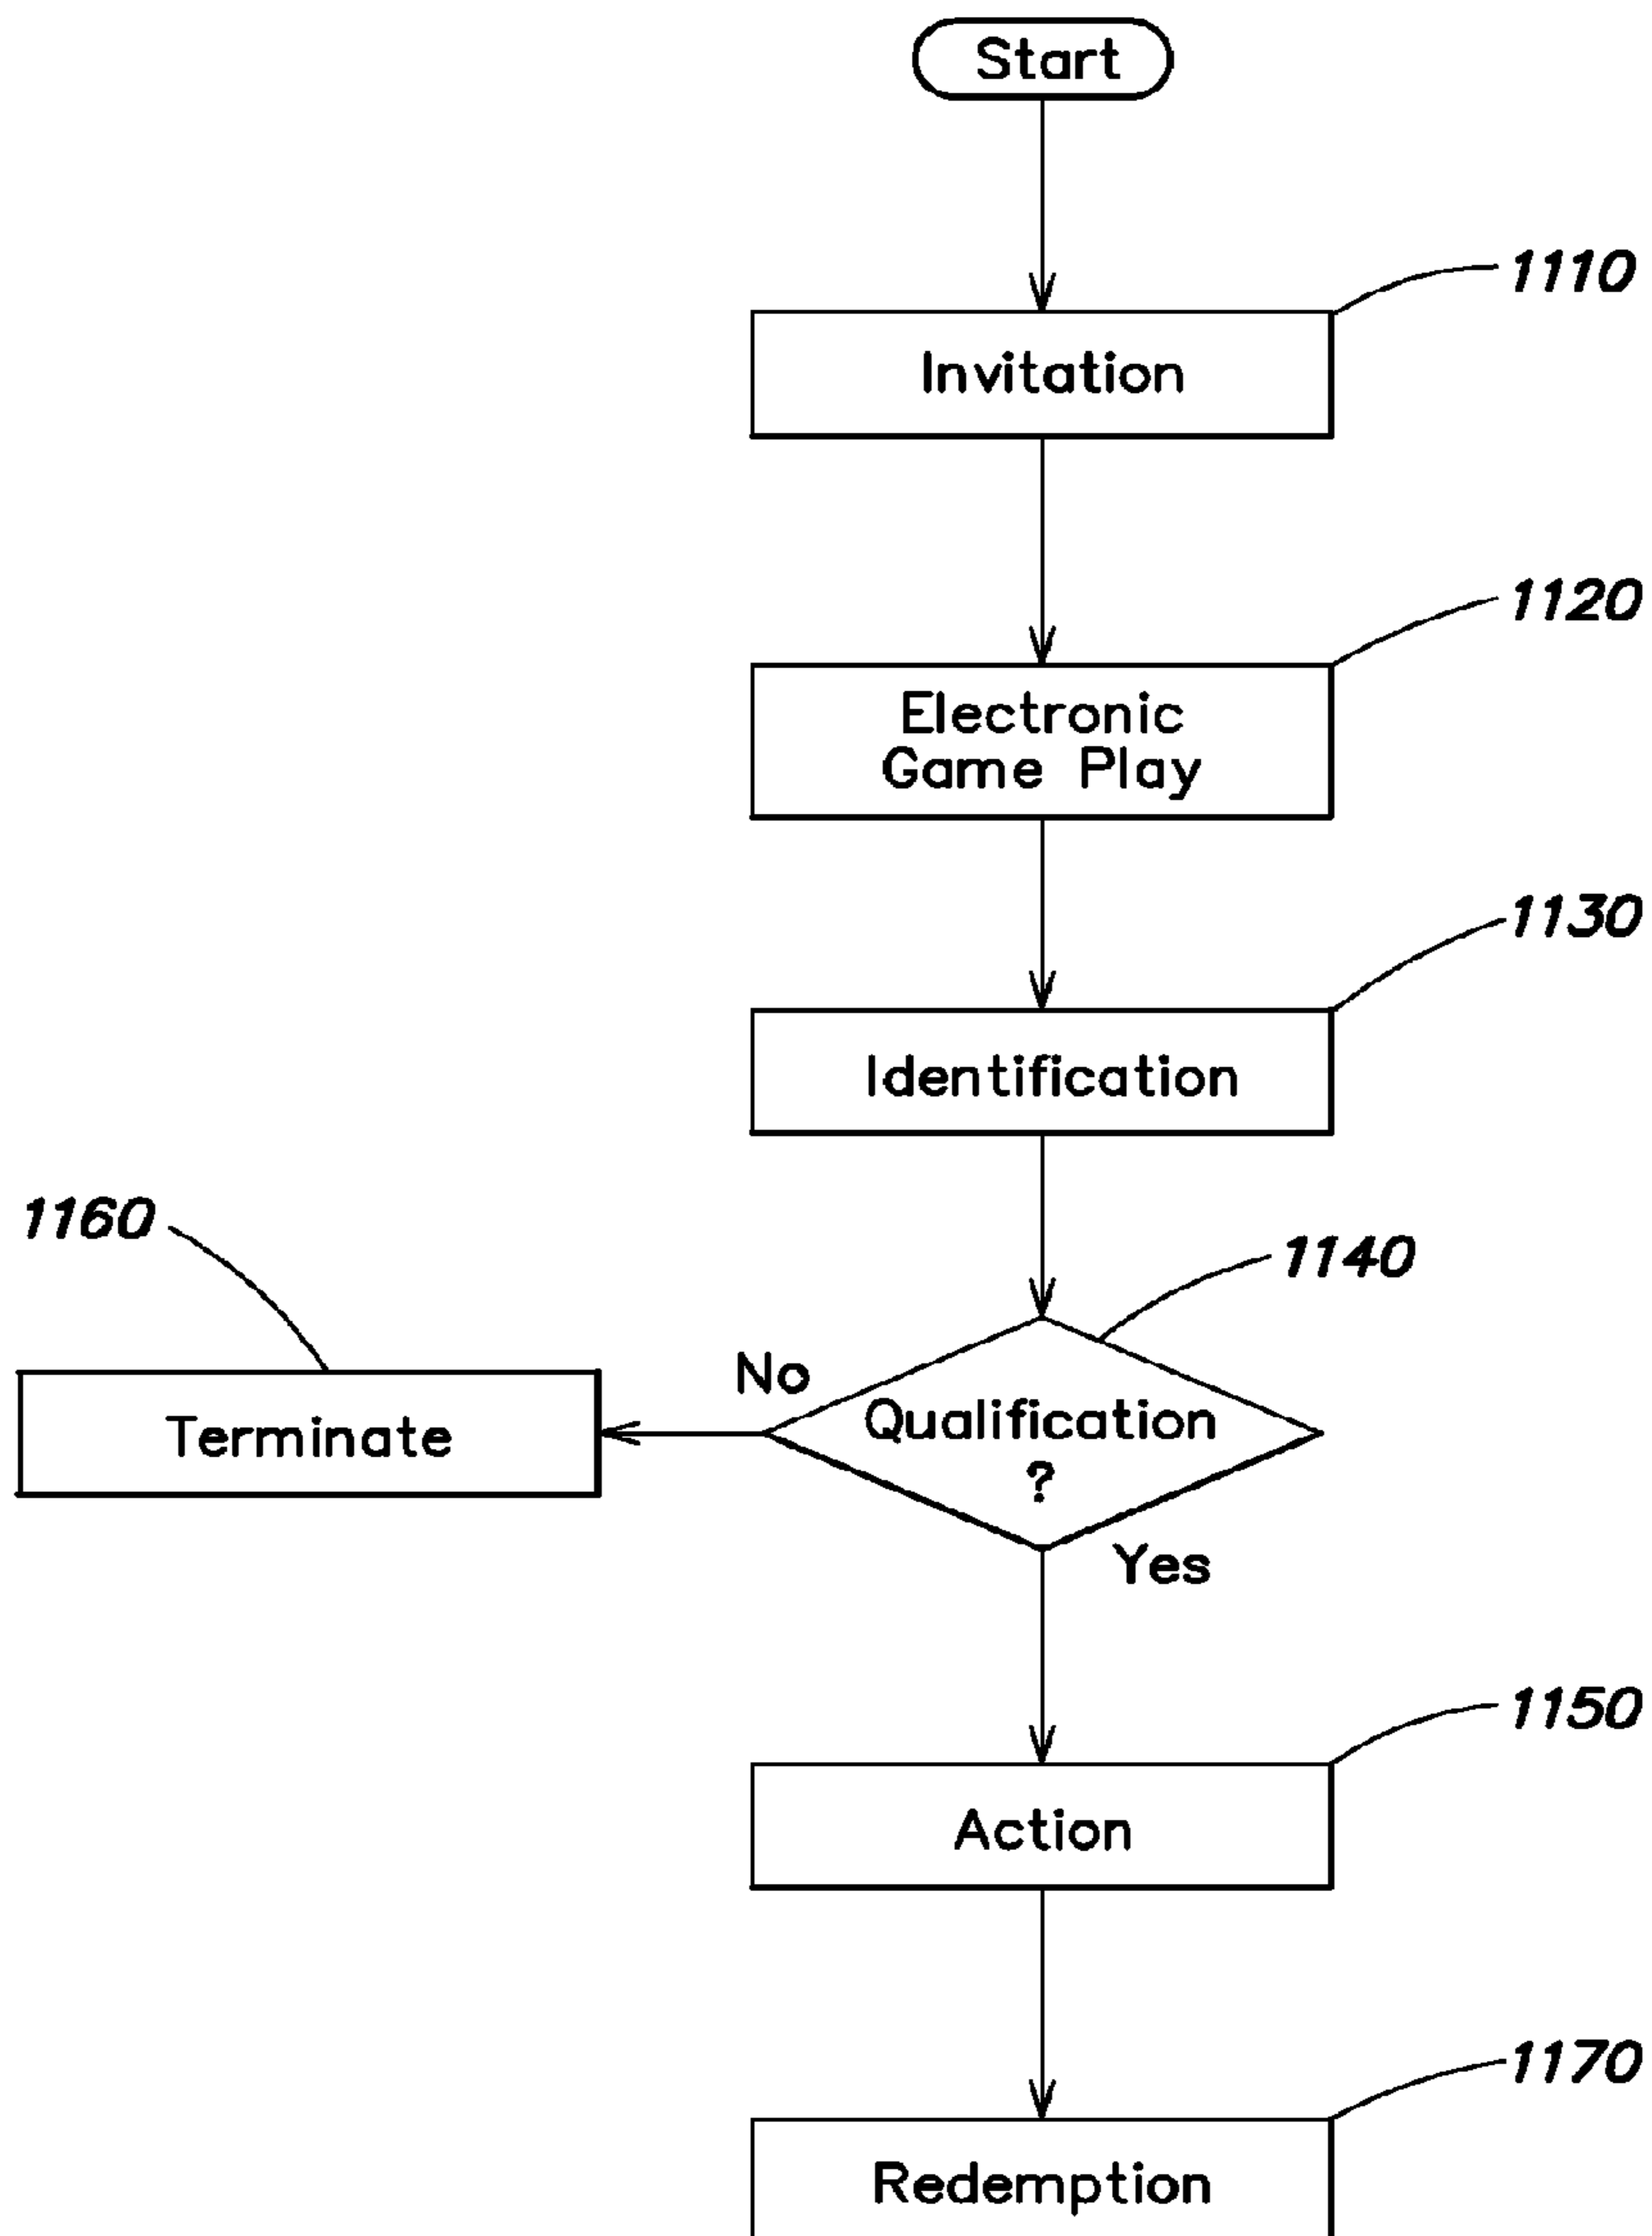 Start
1110
Invitation
1120
Electronic
Game Play
1130
Identification
1160
1140
No
Terminate
Qualification
?
Yes
1150
Action
1170
Redemption